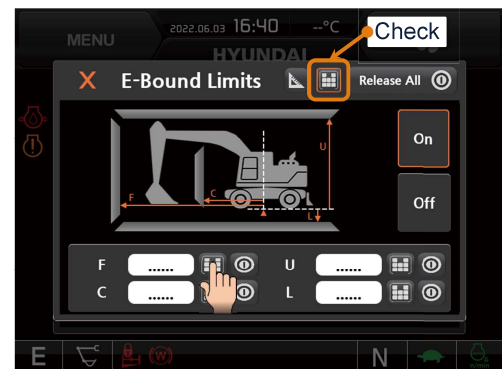 2022.06.03 16:40 --°C
Check
MENU
HYUNDAI
X E-Bound Limits Release All
U
F C
L
On
Off
F ...... U ......
C ...... L ......
E C (W) N